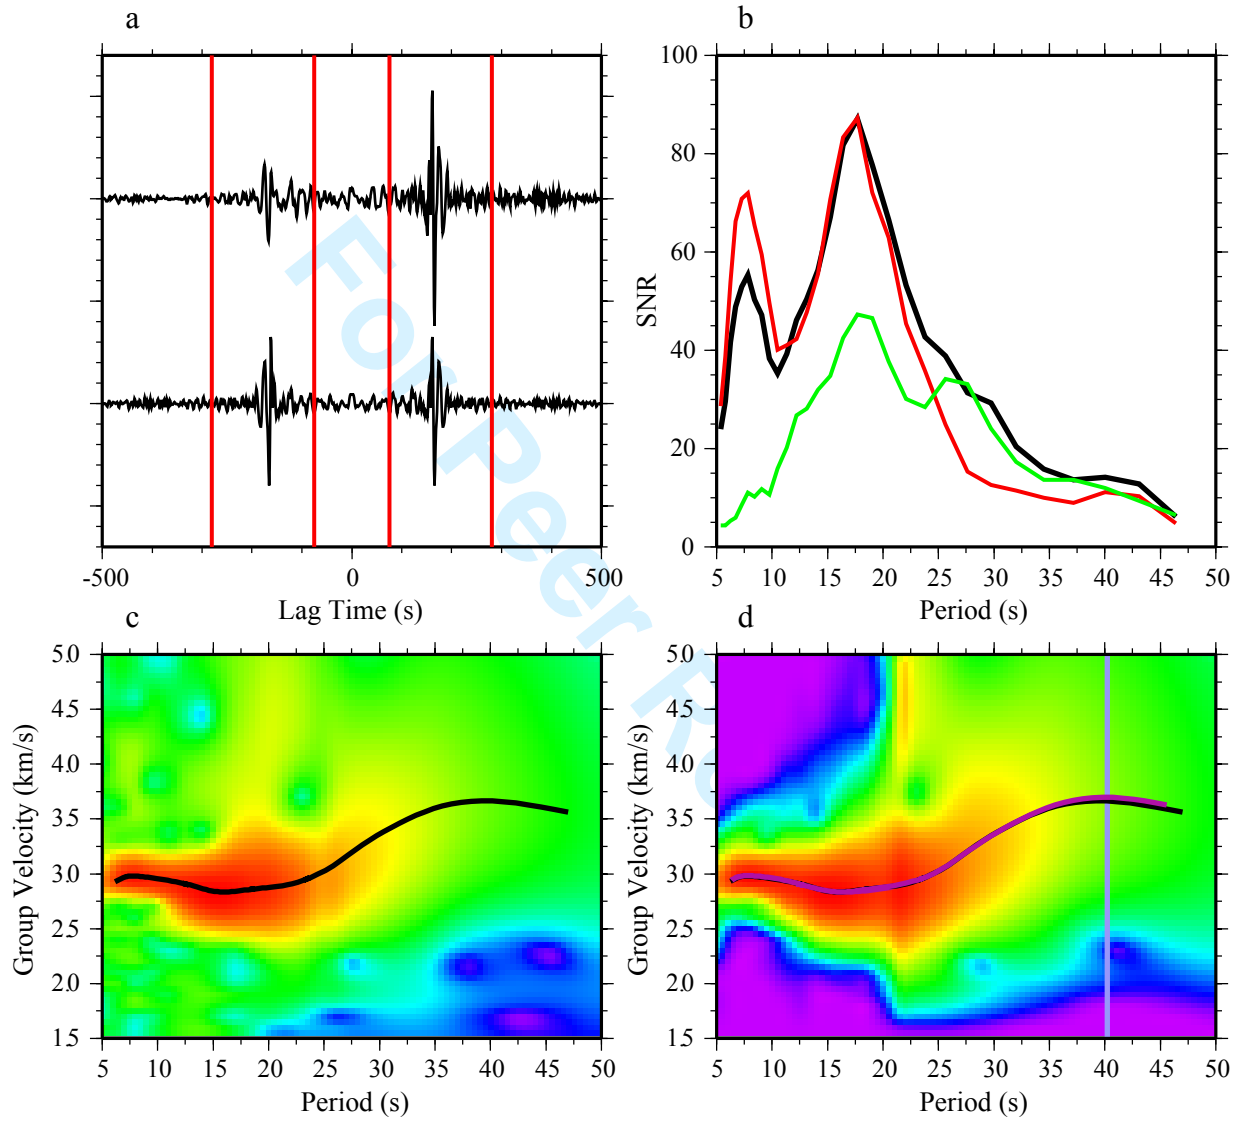 a
b
-500 0 500
Lag Time (s)
100
80
60
40
20
0
SNR
5 10 15 20 25 30 35 40 45 50
Period (s)
c
d
5.0
4.5
4.0
3.5
3.0
2.5
2.0
1.5
Group Velocity (km/s)
5 10 15 20 25 30 35 40 45 50
Period (s)
5.0
4.5
4.0
3.5
3.0
2.5
2.0
1.5
Group Velocity (km/s)
5 10 15 20 25 30 35 40 45 50
Period (s)
For Peer Re